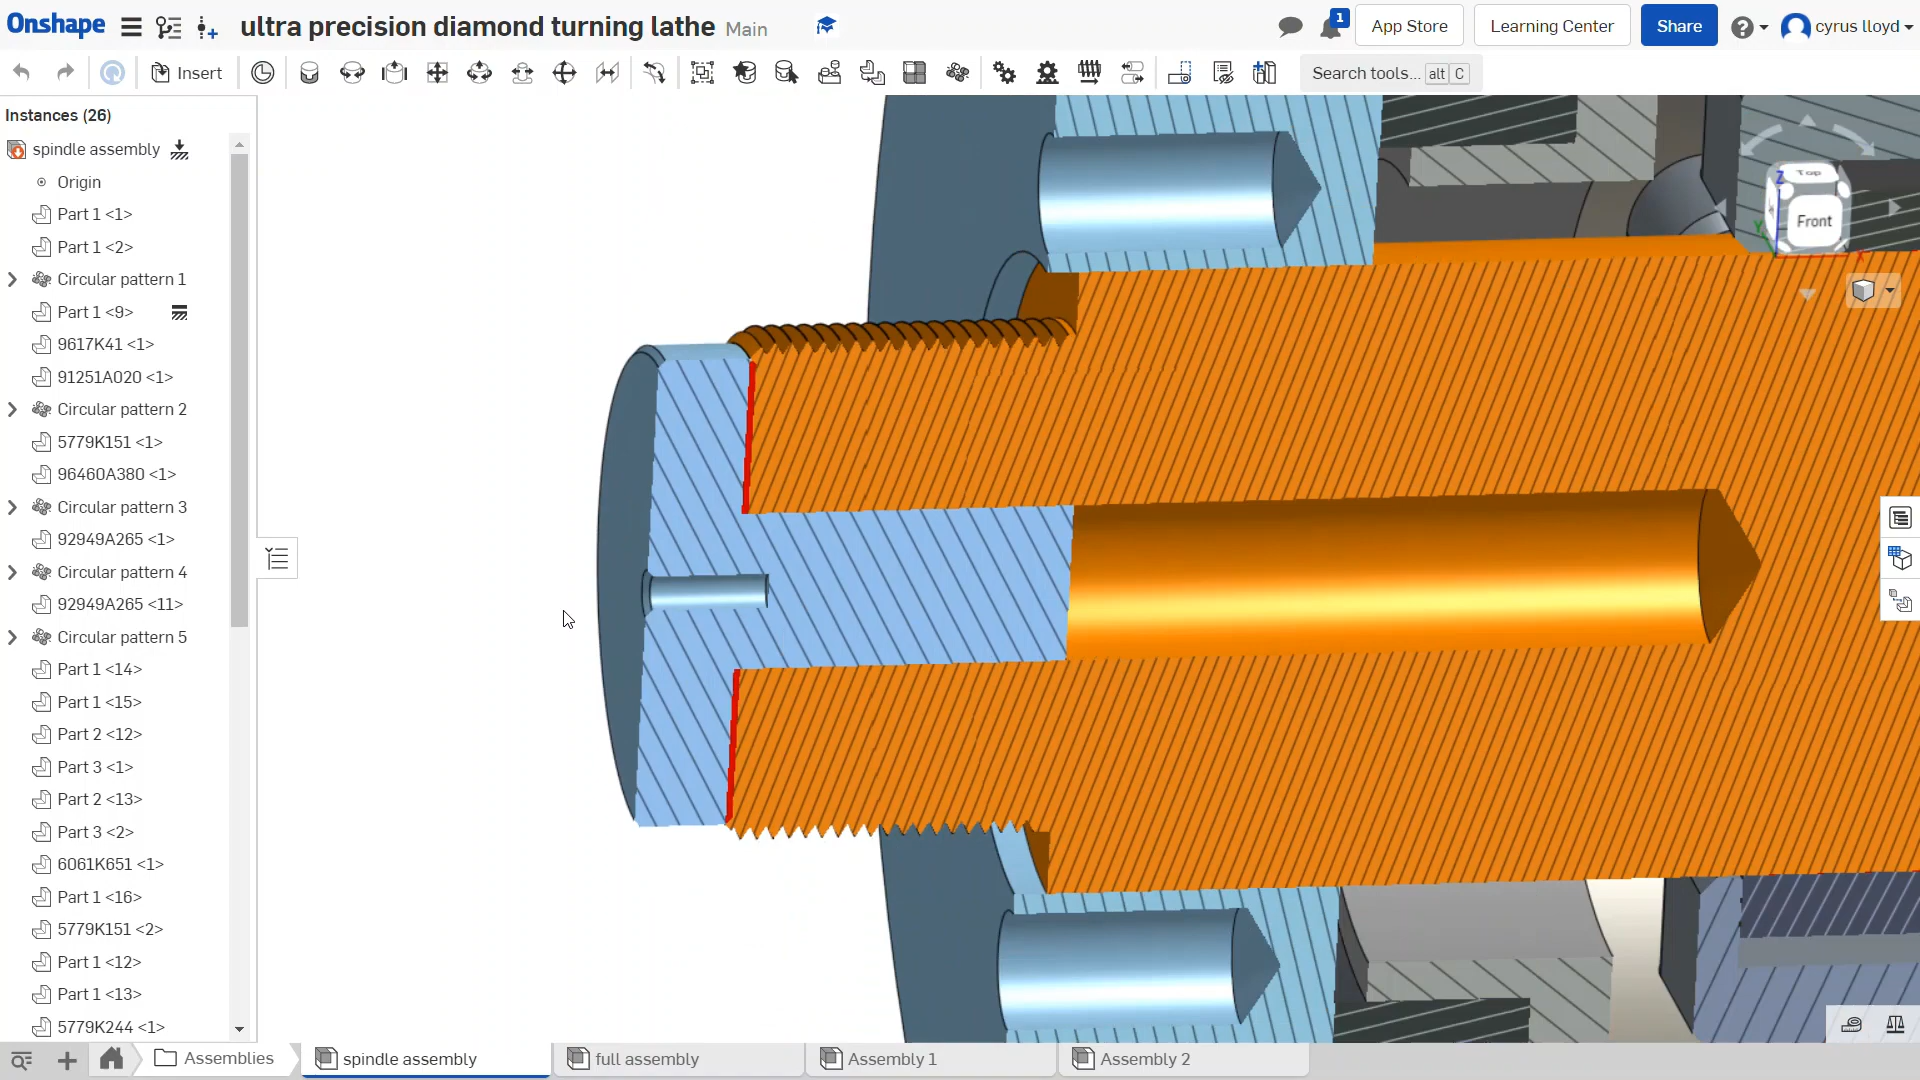 Onshape
ultra precision diamond turning lathe Main
1
App Store
Learning Center
Share
cyrus lloyd
Insert
Search tools... alt C
Instances (26)
spindle assembly
Origin
Part 1 <1>
Part 1 <2>
Circular pattern 1
Part 1 <9>
9617K41 <1>
91251A020 <1>
Circular pattern 2
5779K151 <1>
96460A380 <1>
Circular pattern 3
92949A265 <1>
Circular pattern 4
92949A265 <11>
Circular pattern 5
Part 1 <14>
Part 1 <15>
Part 2 <12>
Part 3 <1>
Part 2 <13>
Part 3 <2>
6061K651 <1>
Part 1 <16>
5779K151 <2>
Part 1 <12>
Part 1 <13>
5779K244 <1>
Top
Z
Front
Y
X
Assemblies
spindle assembly
full assembly
Assembly 1
Assembly 2